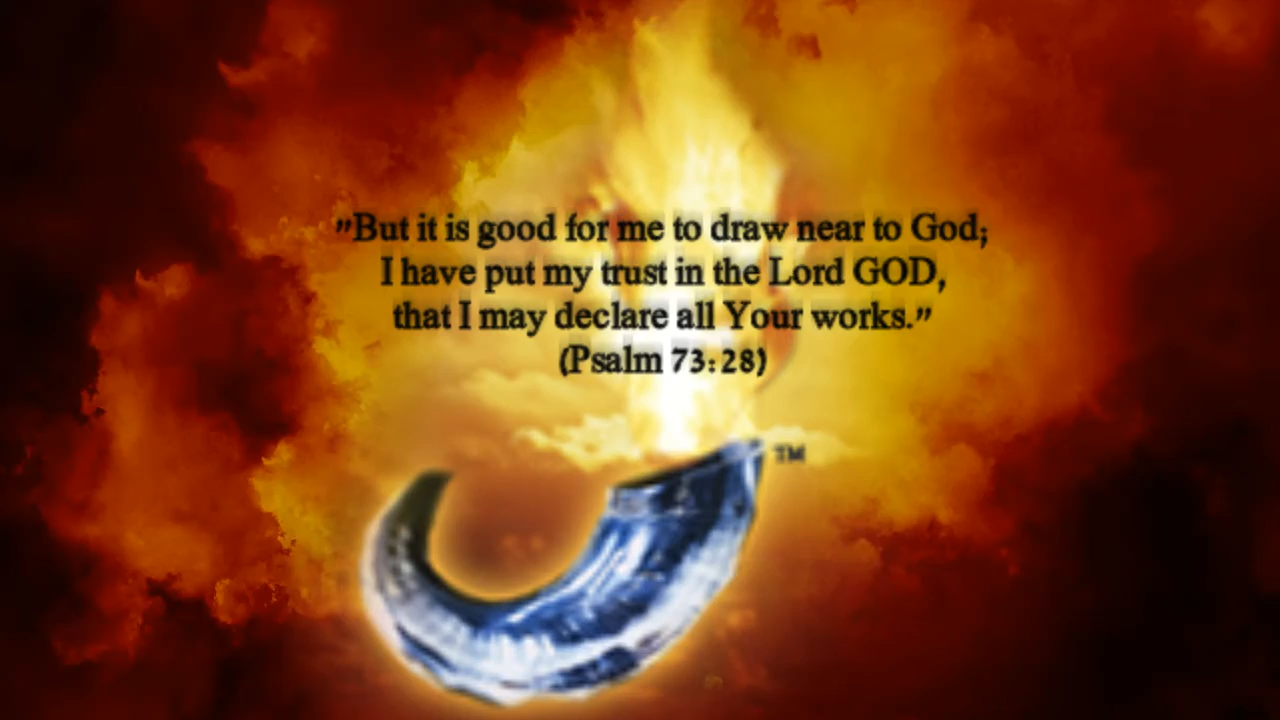 "But it is good for me to draw near to God;
I have put my trust in the Lord GOD,
that I may declare all Your works."
(Psalm 73:28)
TM